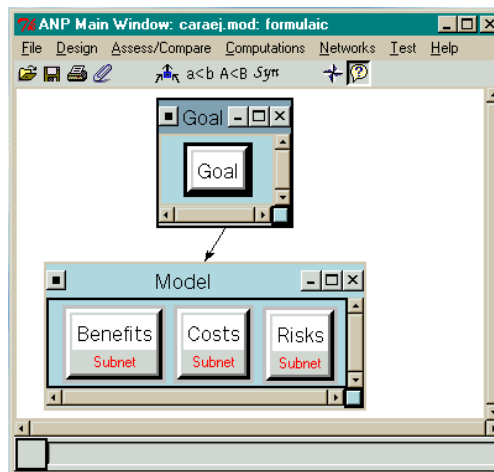 ANP Main Window: caraej.mod: formulaic
File Design Assess/Compare Computations Networks Test Help
a<b A<B Syn
Goal
Goal
Model
Benefits Costs Risks
Subnet Subnet Subnet